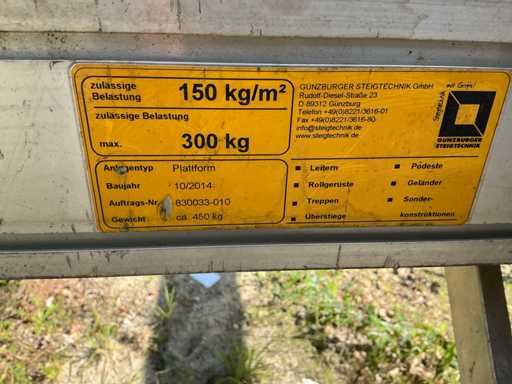 zulässige
Belastung 150 kg/m²
zulässige Belastung
max. 300 kg
Anlagentyp Plattform
Baujahr 10/2014
Auftrags-Nr. 830033-010
Gewicht ca. 450 kg
GÜNZBURGER STEIGTECHNIK GmbH
Rudolf-Diesel-Straße 23
D 89312 Günzburg
Telefon +49(0)8221/3616-01
Fax +49(0)8221/3616-80
info@steigtechnik.de
www.steigtechnik.de
GÜNZBURGER
STEIGTECHNIK
Leitern
Rollgerüste
Treppen
Überstiege
Podeste
Geländer
Sonder-
konstruktionen